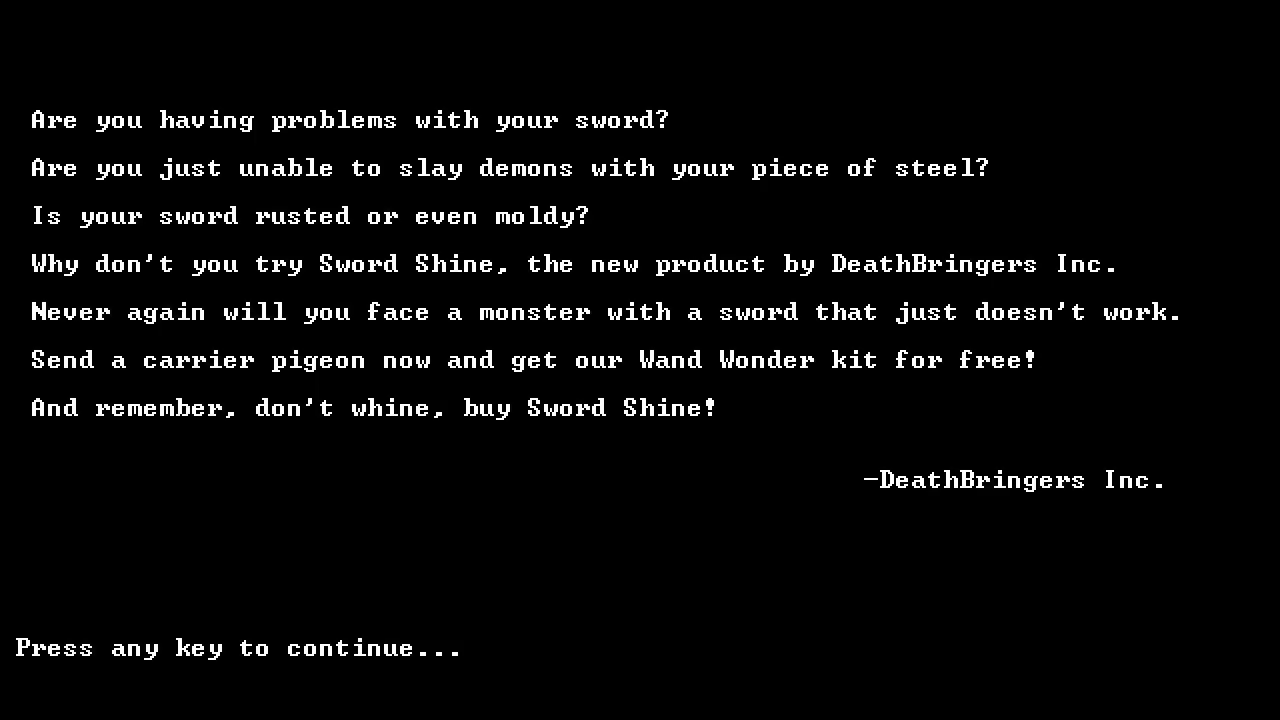 Are you having problems with your sword?
Are you just unable to slay demons with your piece of steel?
Is your sword rusted or even moldy?
Why don't you try Sword Shine, the new product by DeathBringers Inc.
Never again will you face a monster with a sword that just doesn't work.
Send a carrier pigeon now and get our Wand Wonder kit for free!
And remember, don't whine, buy Sword Shine!
-DeathBringers Inc.
Press any key to continue...